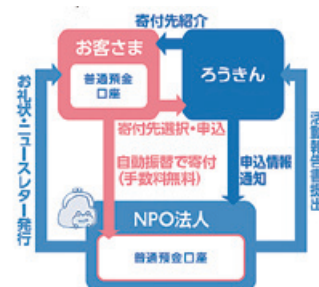 寄付先紹介
お客さま
普通預金
口座
ろうきん
寄付先選択・申込
自動振替で寄付
(手数料無料)
申込情報
通知
お礼状・ニュースレター発行
NPO法人
普通預金口座